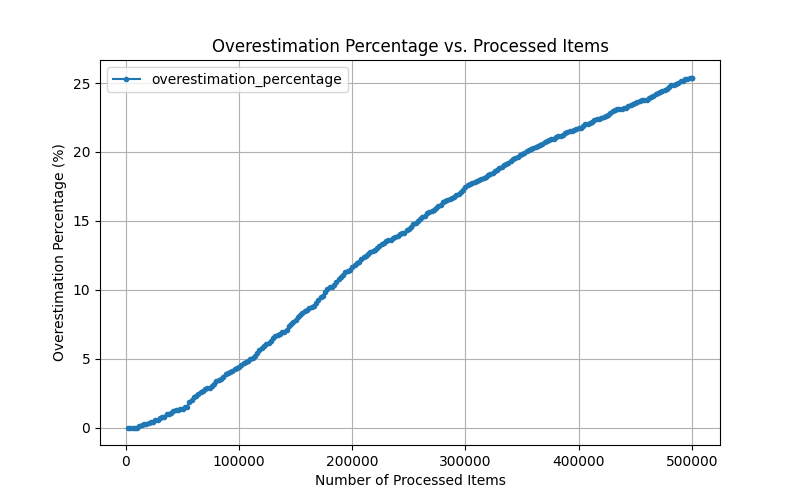 Overestimation Percentage vs. Processed Items
overestimation_percentage
Overestimation Percentage (%)
25
20
15
10
5
0
0 100000 200000 300000 400000 500000
Number of Processed Items